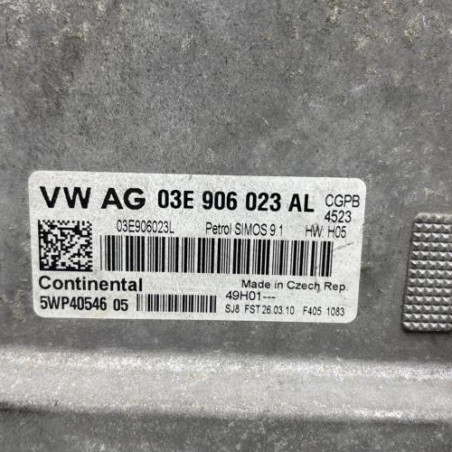 VW AG 03E 906 023 AL CGPB
4523
03E906023L Petrol SIMOS 9.1 HW: H05
Continental Made in Czech Rep.
5WP40546 05 49H01---
SJ8 FST 26.03.10 F405 1083